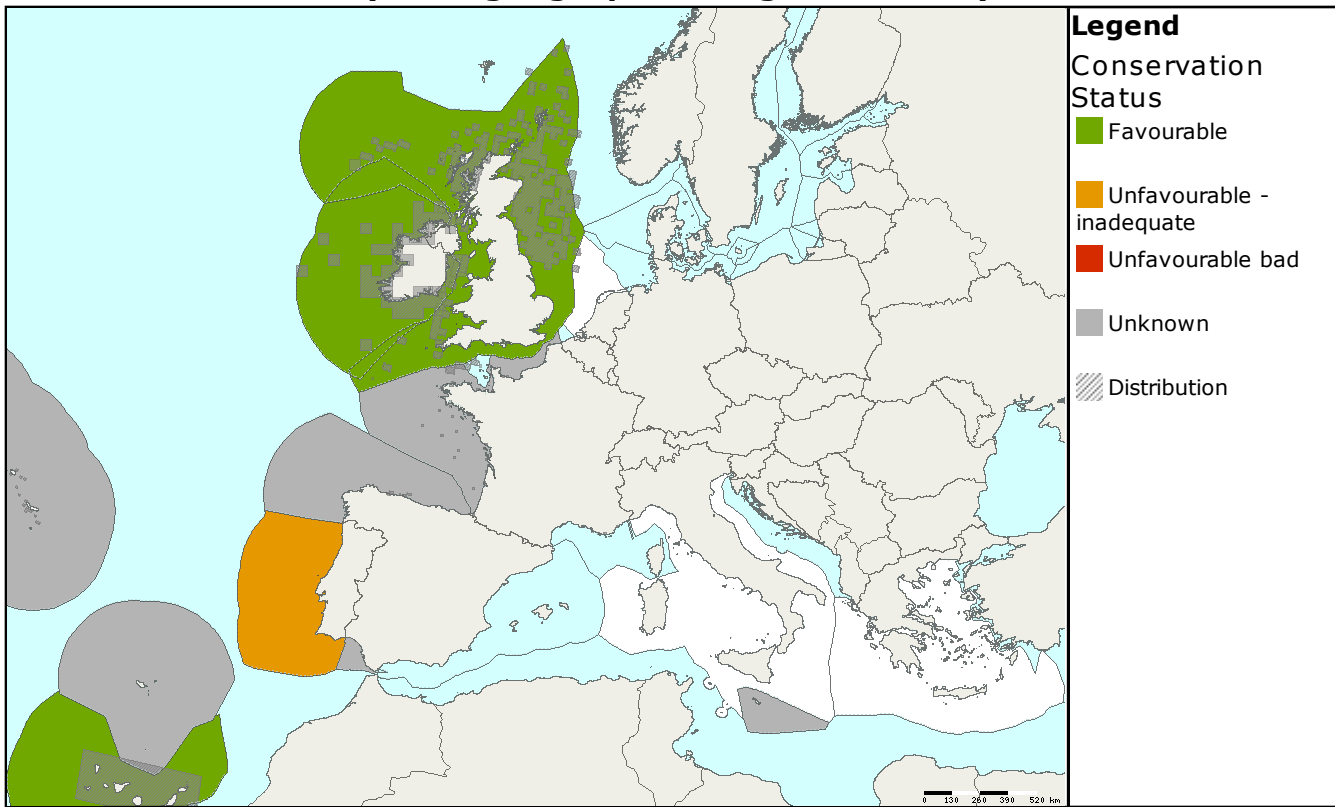 Legend
Conservation
Status
Favourable
Unfavourable -
inadequate
Unfavourable bad
Unknown
Distribution
0 130 260 390 520 km